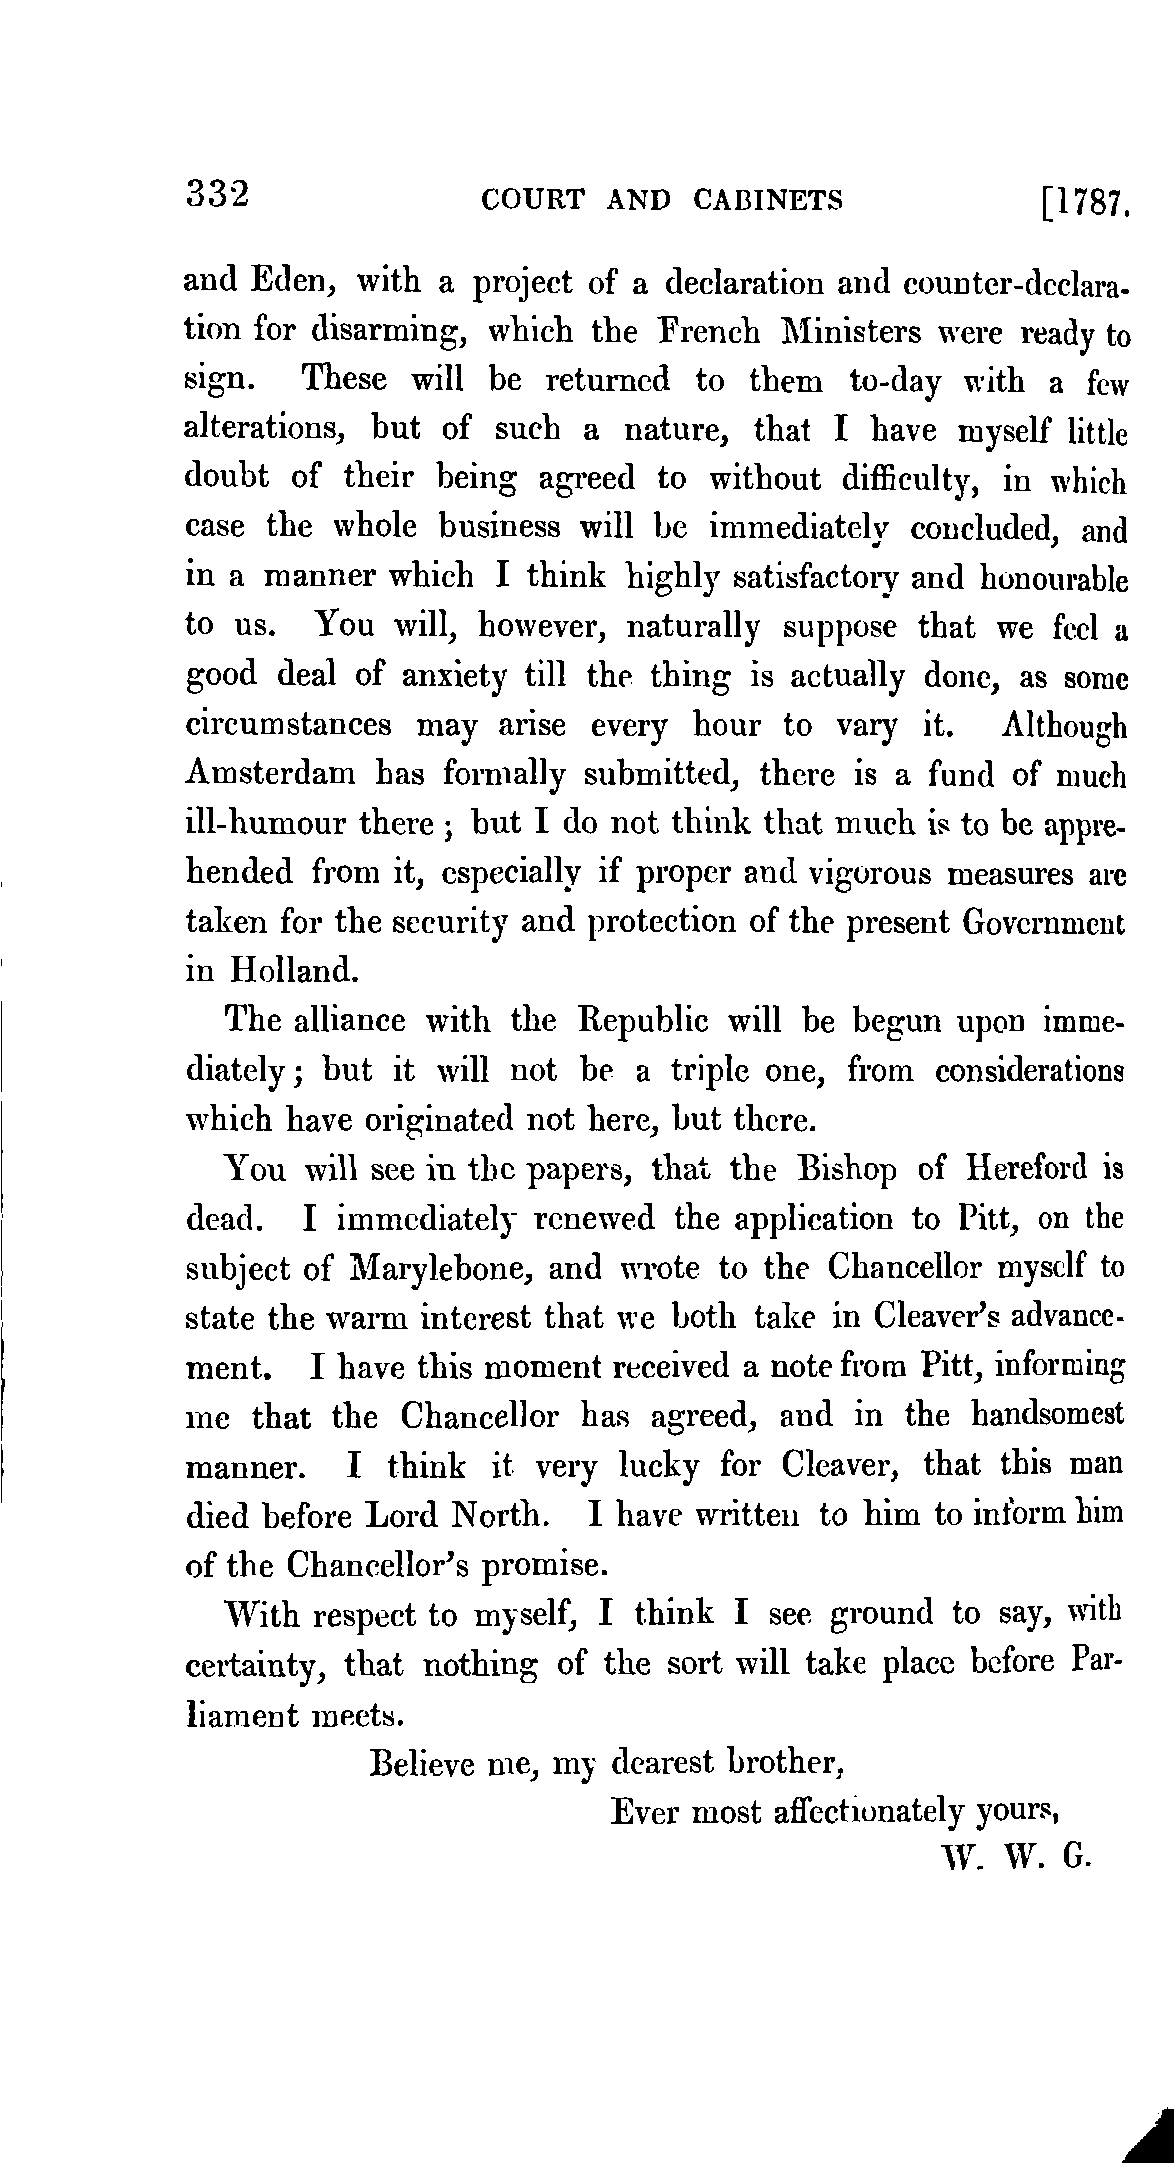 332 COURT AND CABINETS [1787.
and Eden, with a project of a declaration and counter-declara-
tion for disarming, which the French Ministers were ready to
sign. These will be returned to them to-day with a few
alterations, but of such a nature, that I have myself little
doubt of their being agreed to without difficulty, in which
case the whole business will be immediately concluded, and
in a manner which I think highly satisfactory and honourable
to us. You will, however, naturally suppose that we feel a
good deal of anxiety till the thing is actually done, as some
circumstances may arise every hour to vary it. Although
Amsterdam has formally submitted, there is a fund of much
ill-humour there; but I do not think that much is to be appre-
hended from it, especially if proper and vigorous measures are
taken for the security and protection of the present Government
in Holland.
The alliance with the Republic will be begun upon imme-
diately; but it will not be a triple one, from considerations
which have originated not here, but there.
You will see in the papers, that the Bishop of Hereford is
dead. I immediately renewed the application to Pitt, on the
subject of Marylebone, and wrote to the Chancellor myself to
state the warm interest that we both take in Cleaver's advance-
ment. I have this moment received a note from Pitt, informing
me that the Chancellor has agreed, and in the handsomest
manner. I think it very lucky for Cleaver, that this man
died before Lord North. I have written to him to inform him
of the Chancellor's promise.
With respect to myself, I think I see ground to say, with
certainty, that nothing of the sort will take place before Par-
liament meets.
Believe me, my dearest brother,
Ever most affectionately yours,
W. W. G.